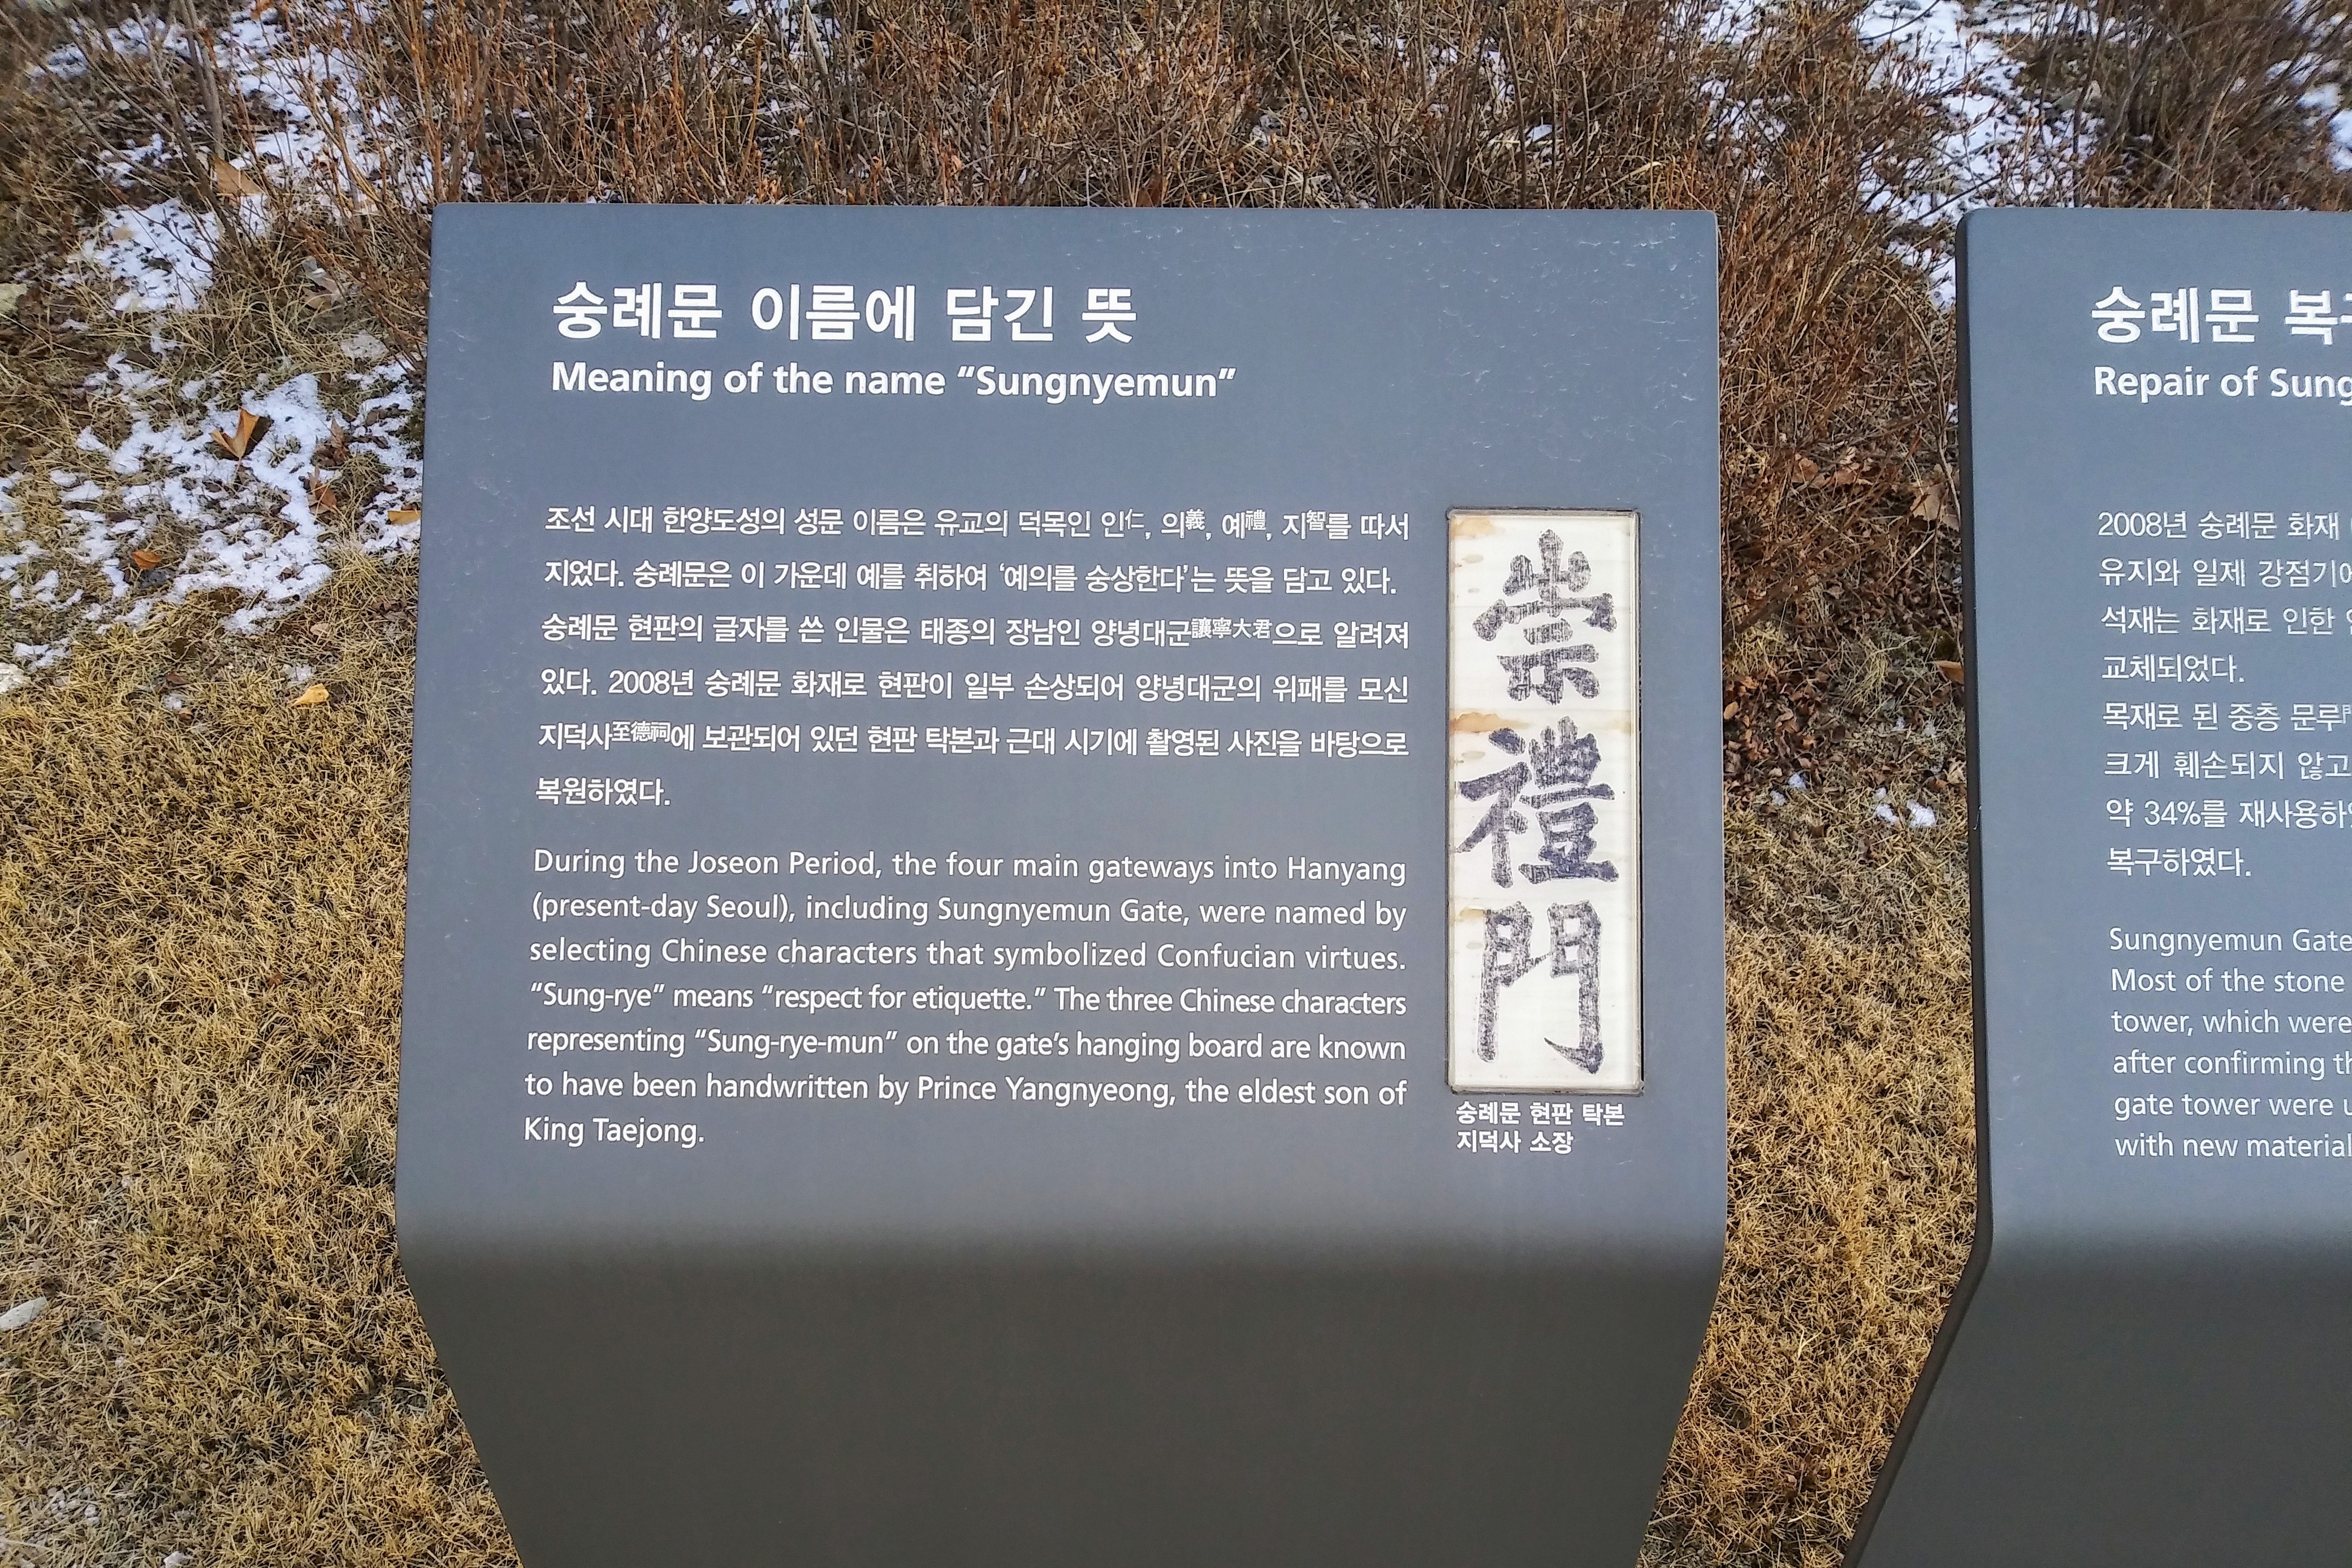 숭례문 이름에 담긴 뜻
Meaning of the name “Sungnyemun”
조선 시대 한양도성의 성문 이름은 유교의 덕목인 인仁, 의義, 예禮, 지智를 따서
지었다. 숭례문은 이 가운데 예를 취하여 ‘예의를 숭상한다’는 뜻을 담고 있다.
숭례문 현판의 글자를 쓴 인물은 태종의 장남인 양녕대군讓寧大君으로 알려져
있다. 2008년 숭례문 화재로 현판이 일부 손상되어 양녕대군의 위패를 모신
지덕사至德祠에 보관되어 있던 현판 탁본과 근대 시기에 촬영된 사진을 바탕으로
복원하였다.
During the Joseon Period, the four main gateways into Hanyang
(present-day Seoul), including Sungnyemun Gate, were named by
selecting Chinese characters that symbolized Confucian virtues.
“Sung-rye” means “respect for etiquette.” The three Chinese characters
representing “Sung-rye-mun” on the gate’s hanging board are known
to have been handwritten by Prince Yangnyeong, the eldest son of
King Taejong.
崇禮門
숭례문 현판 탁본
지덕사 소장
숭례문
Repair of Sung
2008년 숭례문 화재
유지와 일제 강점기에
석재는 화재로 인한
교체되었다.
목재로 된 중층 문루
크게 훼손되지 않고
약 34%를 재사용하
복구하였다.
Sungnyemun Gate
Most of the stone
tower, which were
after confirming
gate tower were
with new material